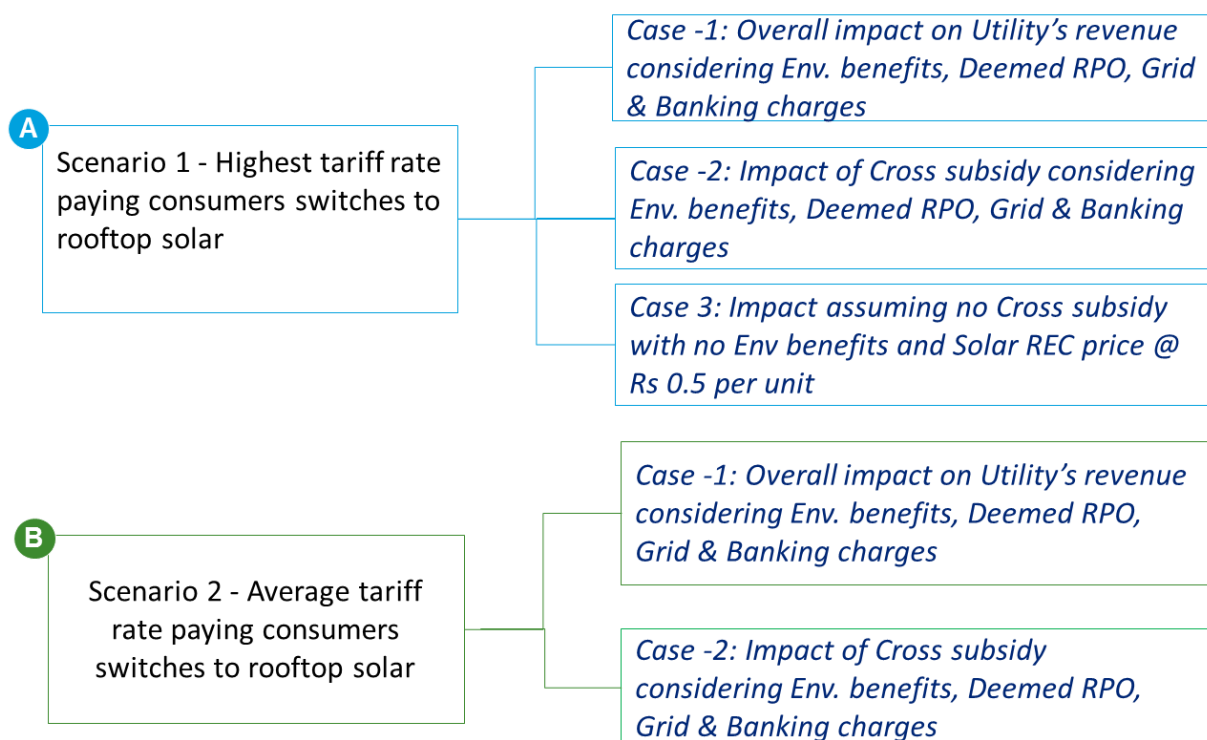 A
Scenario 1 - Highest tariff rate
paying consumers switches to
rooftop solar
Case -1: Overall impact on Utility’s revenue
considering Env. benefits, Deemed RPO, Grid
& Banking charges
Case -2: Impact of Cross subsidy considering
Env. benefits, Deemed RPO, Grid & Banking
charges
Case 3: Impact assuming no Cross subsidy
with no Env benefits and Solar REC price @
Rs 0.5 per unit
B
Scenario 2 - Average tariff
rate paying consumers
switches to rooftop solar
Case -1: Overall impact on Utility’s revenue
considering Env. benefits, Deemed RPO,
Grid & Banking charges
Case -2: Impact of Cross subsidy
considering Env. benefits, Deemed RPO,
Grid & Banking charges